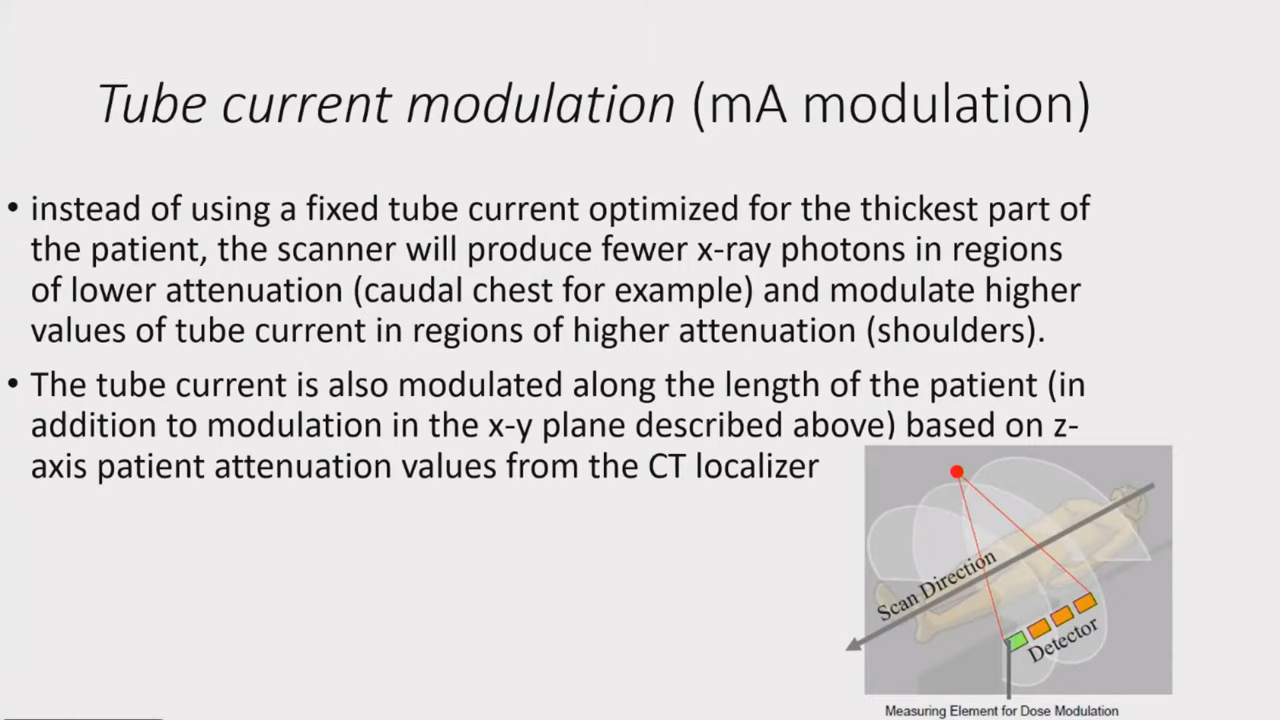 Tube current modulation (mA modulation)
• instead of using a fixed tube current optimized for the thickest part of
the patient, the scanner will produce fewer x-ray photons in regions
of lower attenuation (caudal chest for example) and modulate higher
values of tube current in regions of higher attenuation (shoulders).
• The tube current is also modulated along the length of the patient (in
addition to modulation in the x-y plane described above) based on z-
axis patient attenuation values from the CT localizer
Scan Direction
Detector
Measuring Element for Dose Modulation